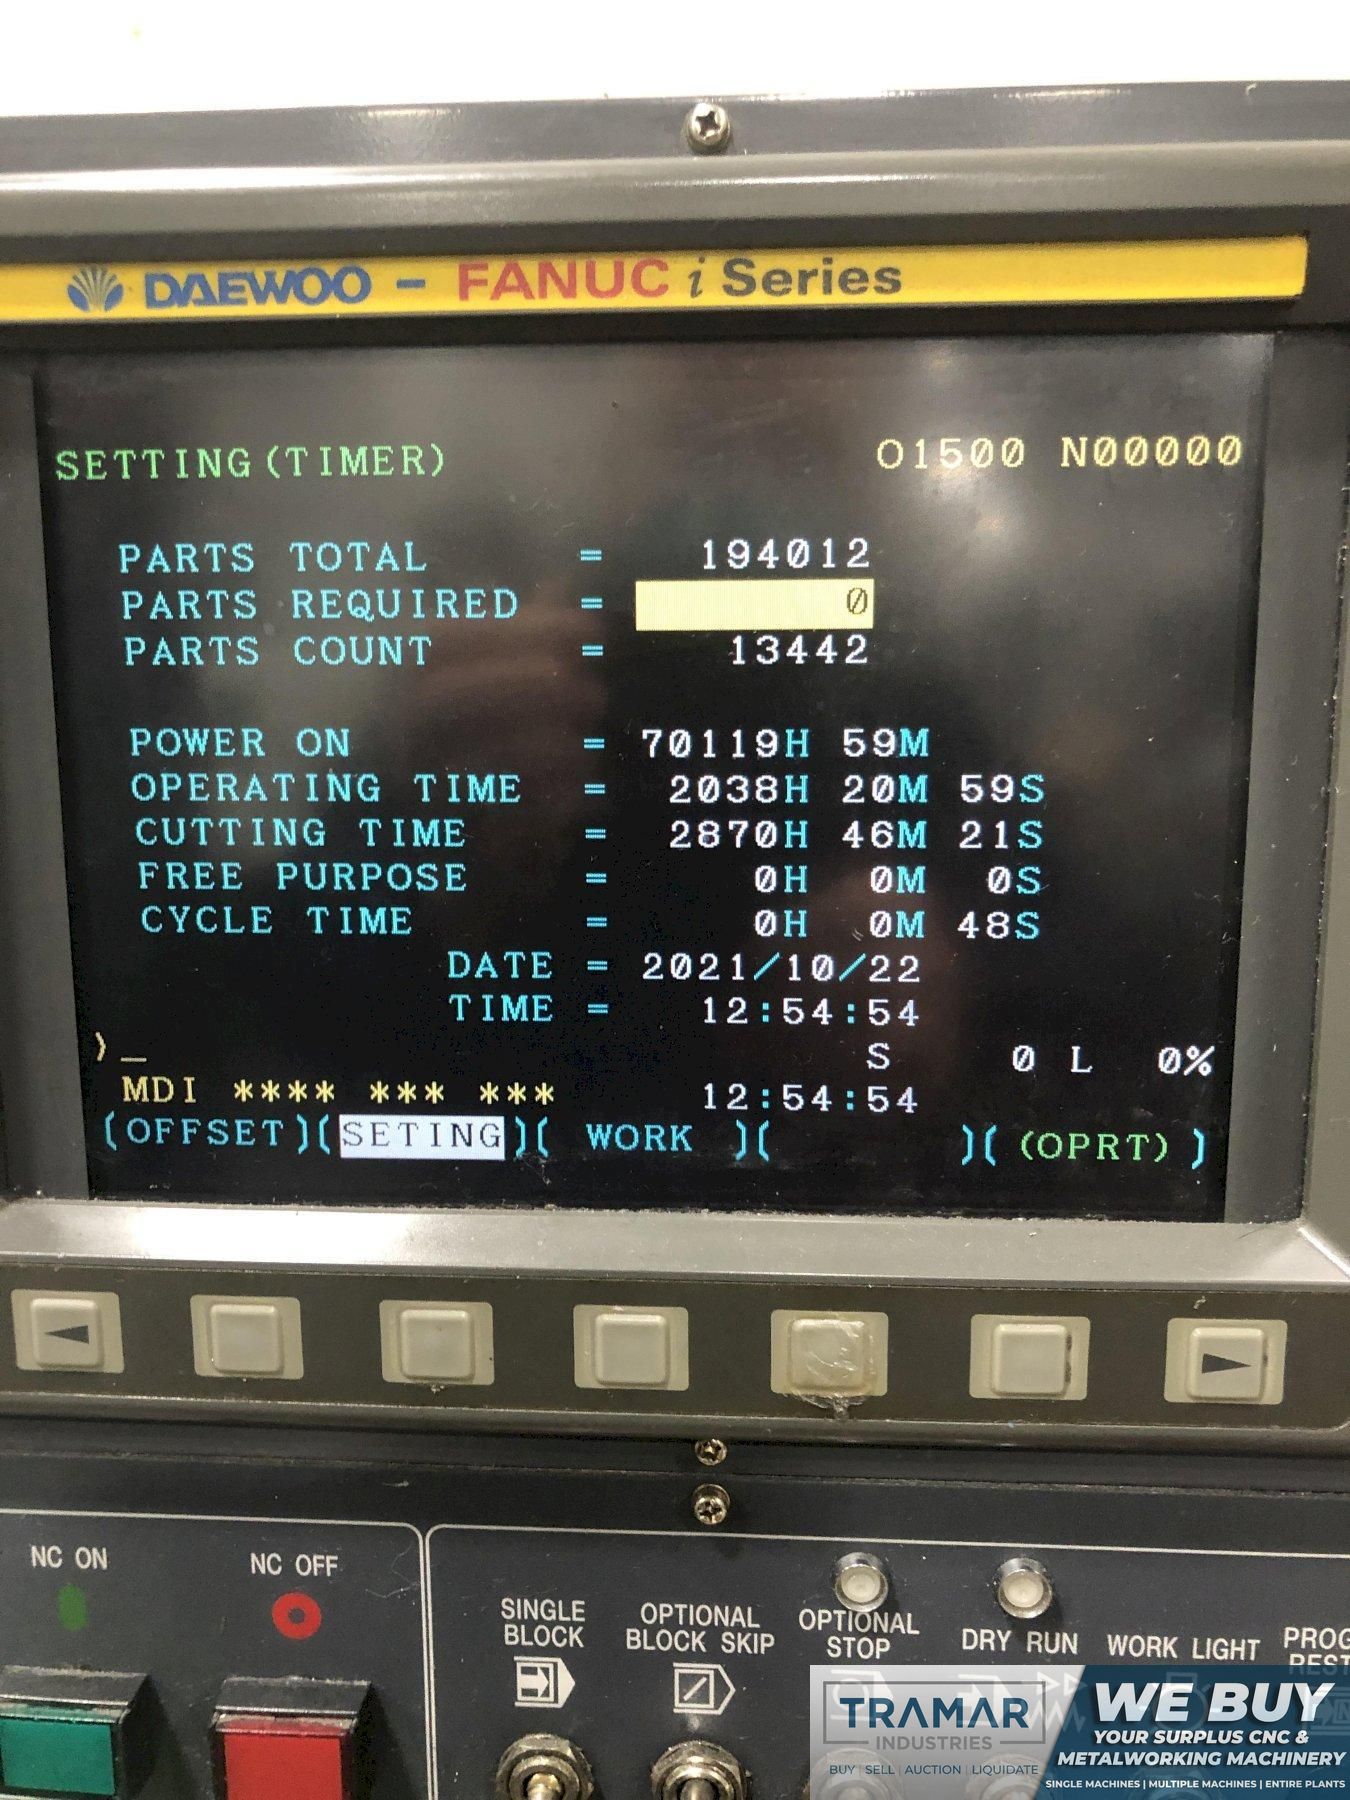 DAEWOO - FANUC i Series
SETTING(TIMER) O1500 N00000
PARTS TOTAL = 194012
PARTS REQUIRED = 0
PARTS COUNT = 13442
POWER ON = 70119H 59M
OPERATING TIME = 2038H 20M 59S
CUTTING TIME = 2870H 46M 21S
FREE PURPOSE = 0H 0M 0S
CYCLE TIME = 0H 0M 48S
DATE = 2021/10/22
TIME = 12:54:54
>_ S 0 L 0%
MDI **** *** *** 12:54:54
(OFFSET)(SETING)( WORK )( )((OPRT) )
NC ON
NC OFF
SINGLE
BLOCK
OPTIONAL
BLOCK SKIP
OPTIONAL
STOP
DRY RUN
WORK LIGHT
PROG
REST
TRAMAR
INDUSTRIES
BUY | SELL | AUCTION | LIQUIDATE
WE BUY
YOUR SURPLUS CNC &
METALWORKING MACHINERY
SINGLE MACHINES | MULTIPLE MACHINES | ENTIRE PLANTS